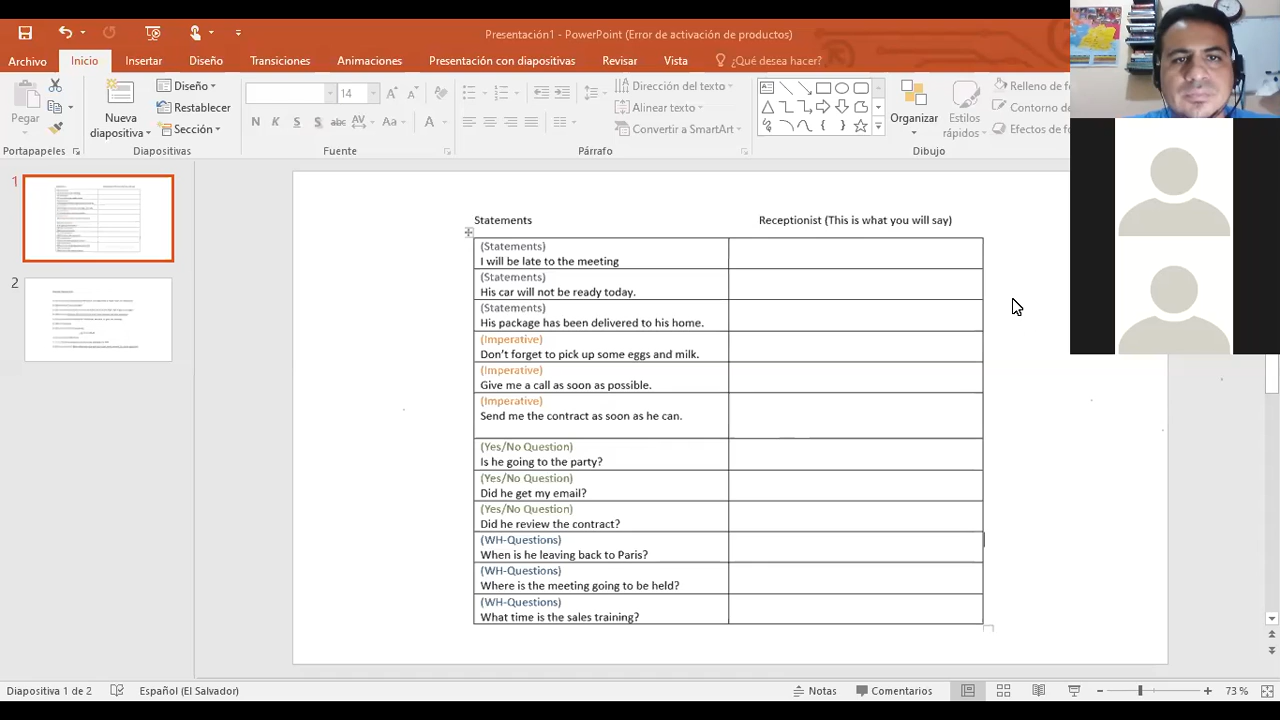 Presentación1 - PowerPoint (Error de activación de productos)
Archivo
Inicio
Insertar
Diseño
Transiciones
Animaciones
Presentación con diapositivas
Revisar
Vista
¿Qué desea hacer?
Pegar
Nueva diapositiva
Diseño
Restablecer
Sección
14
N
K
S
S
abc
AV
Aa
A
Dirección del texto
Alinear texto
Convertir a SmartArt
Organizar
Estilos rápidos
Relleno de
Contorno de
Efectos de
Portapapeles
Diapositivas
Fuente
Párrafo
Dibujo
1
2
Statements
Receptionist (This is what you will say)
(Statements)
I will be late to the meeting
(Statements)
His car will not be ready today.
(Statements)
His package has been delivered to his home.
(Imperative)
Don't forget to pick up some eggs and milk.
(Imperative)
Give me a call as soon as possible.
(Imperative)
Send me the contract as soon as he can.
(Yes/No Question)
Is he going to the party?
(Yes/No Question)
Did he get my email?
(Yes/No Question)
Did he review the contract?
(WH-Questions)
When is he leaving back to Paris?
(WH-Questions)
Where is the meeting going to be held?
(WH-Questions)
What time is the sales training?
Diapositiva 1 de 2
Español (El Salvador)
Notas
Comentarios
73 %